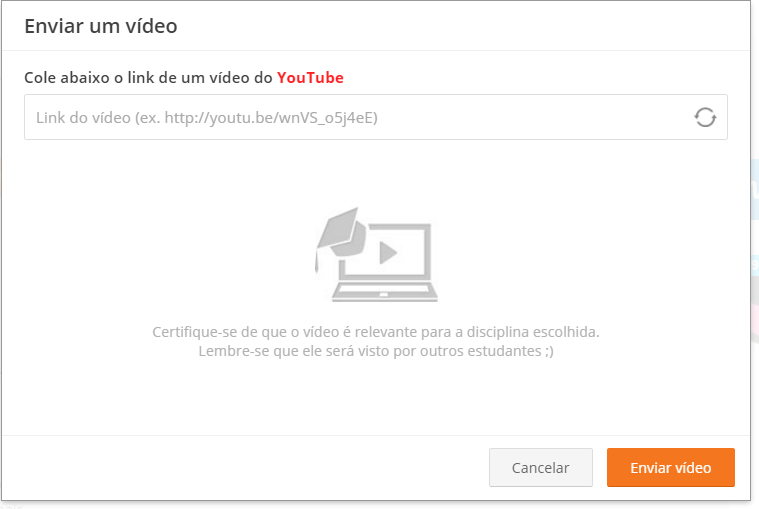 Enviar um vídeo
Cole abaixo o link de um vídeo do YouTube
Link do vídeo (ex. http://youtu.be/wnVS_o5j4eE)
Certifique-se de que o vídeo é relevante para a disciplina escolhida.
Lembre-se que ele será visto por outros estudantes ;)
Cancelar
Enviar vídeo